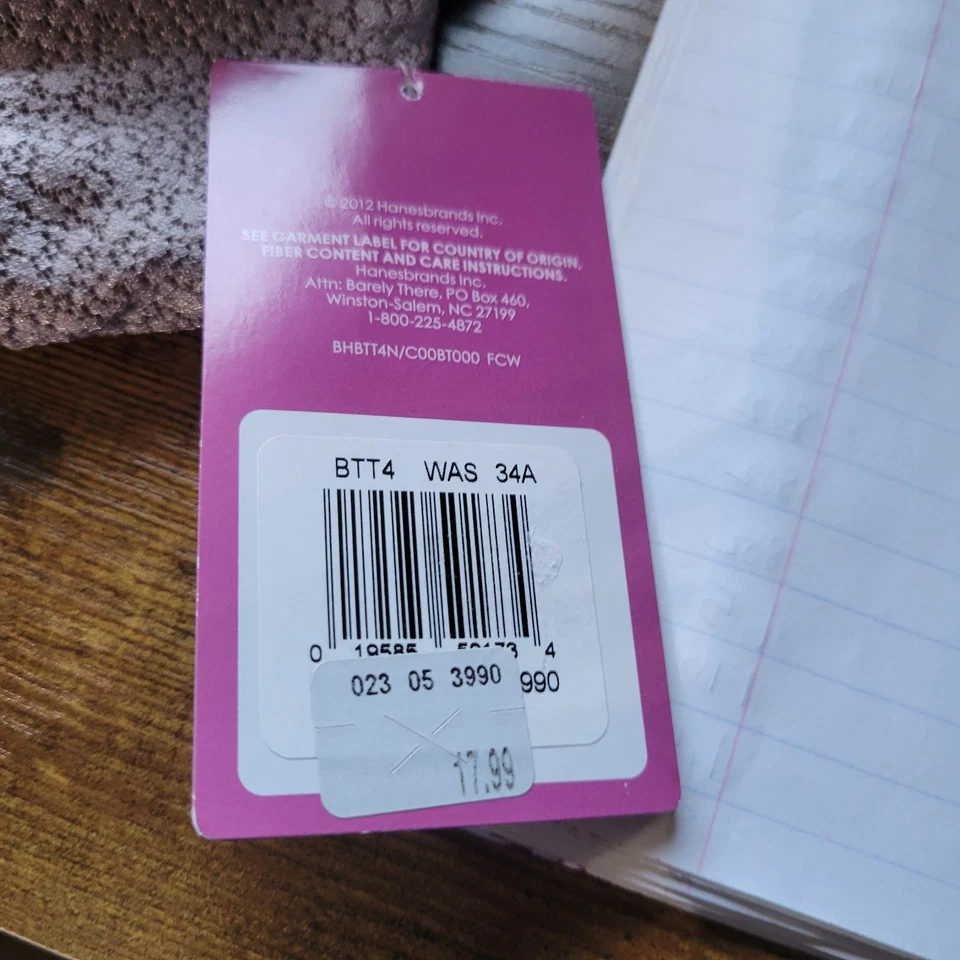 © 2012 Hanesbrands Inc.
All rights reserved.
SEE GARMENT LABEL FOR COUNTRY OF ORIGIN,
FIBER CONTENT AND CARE INSTRUCTIONS.
Hanesbrands Inc.
Attn: Barely There, PO Box 460,
Winston-Salem, NC 27199
1-800-225-4872
BHBTT4N/C00BT000 FCW
BTT4 WAS 34A
0 19585 59173 4
023 05 3990 990
17.99